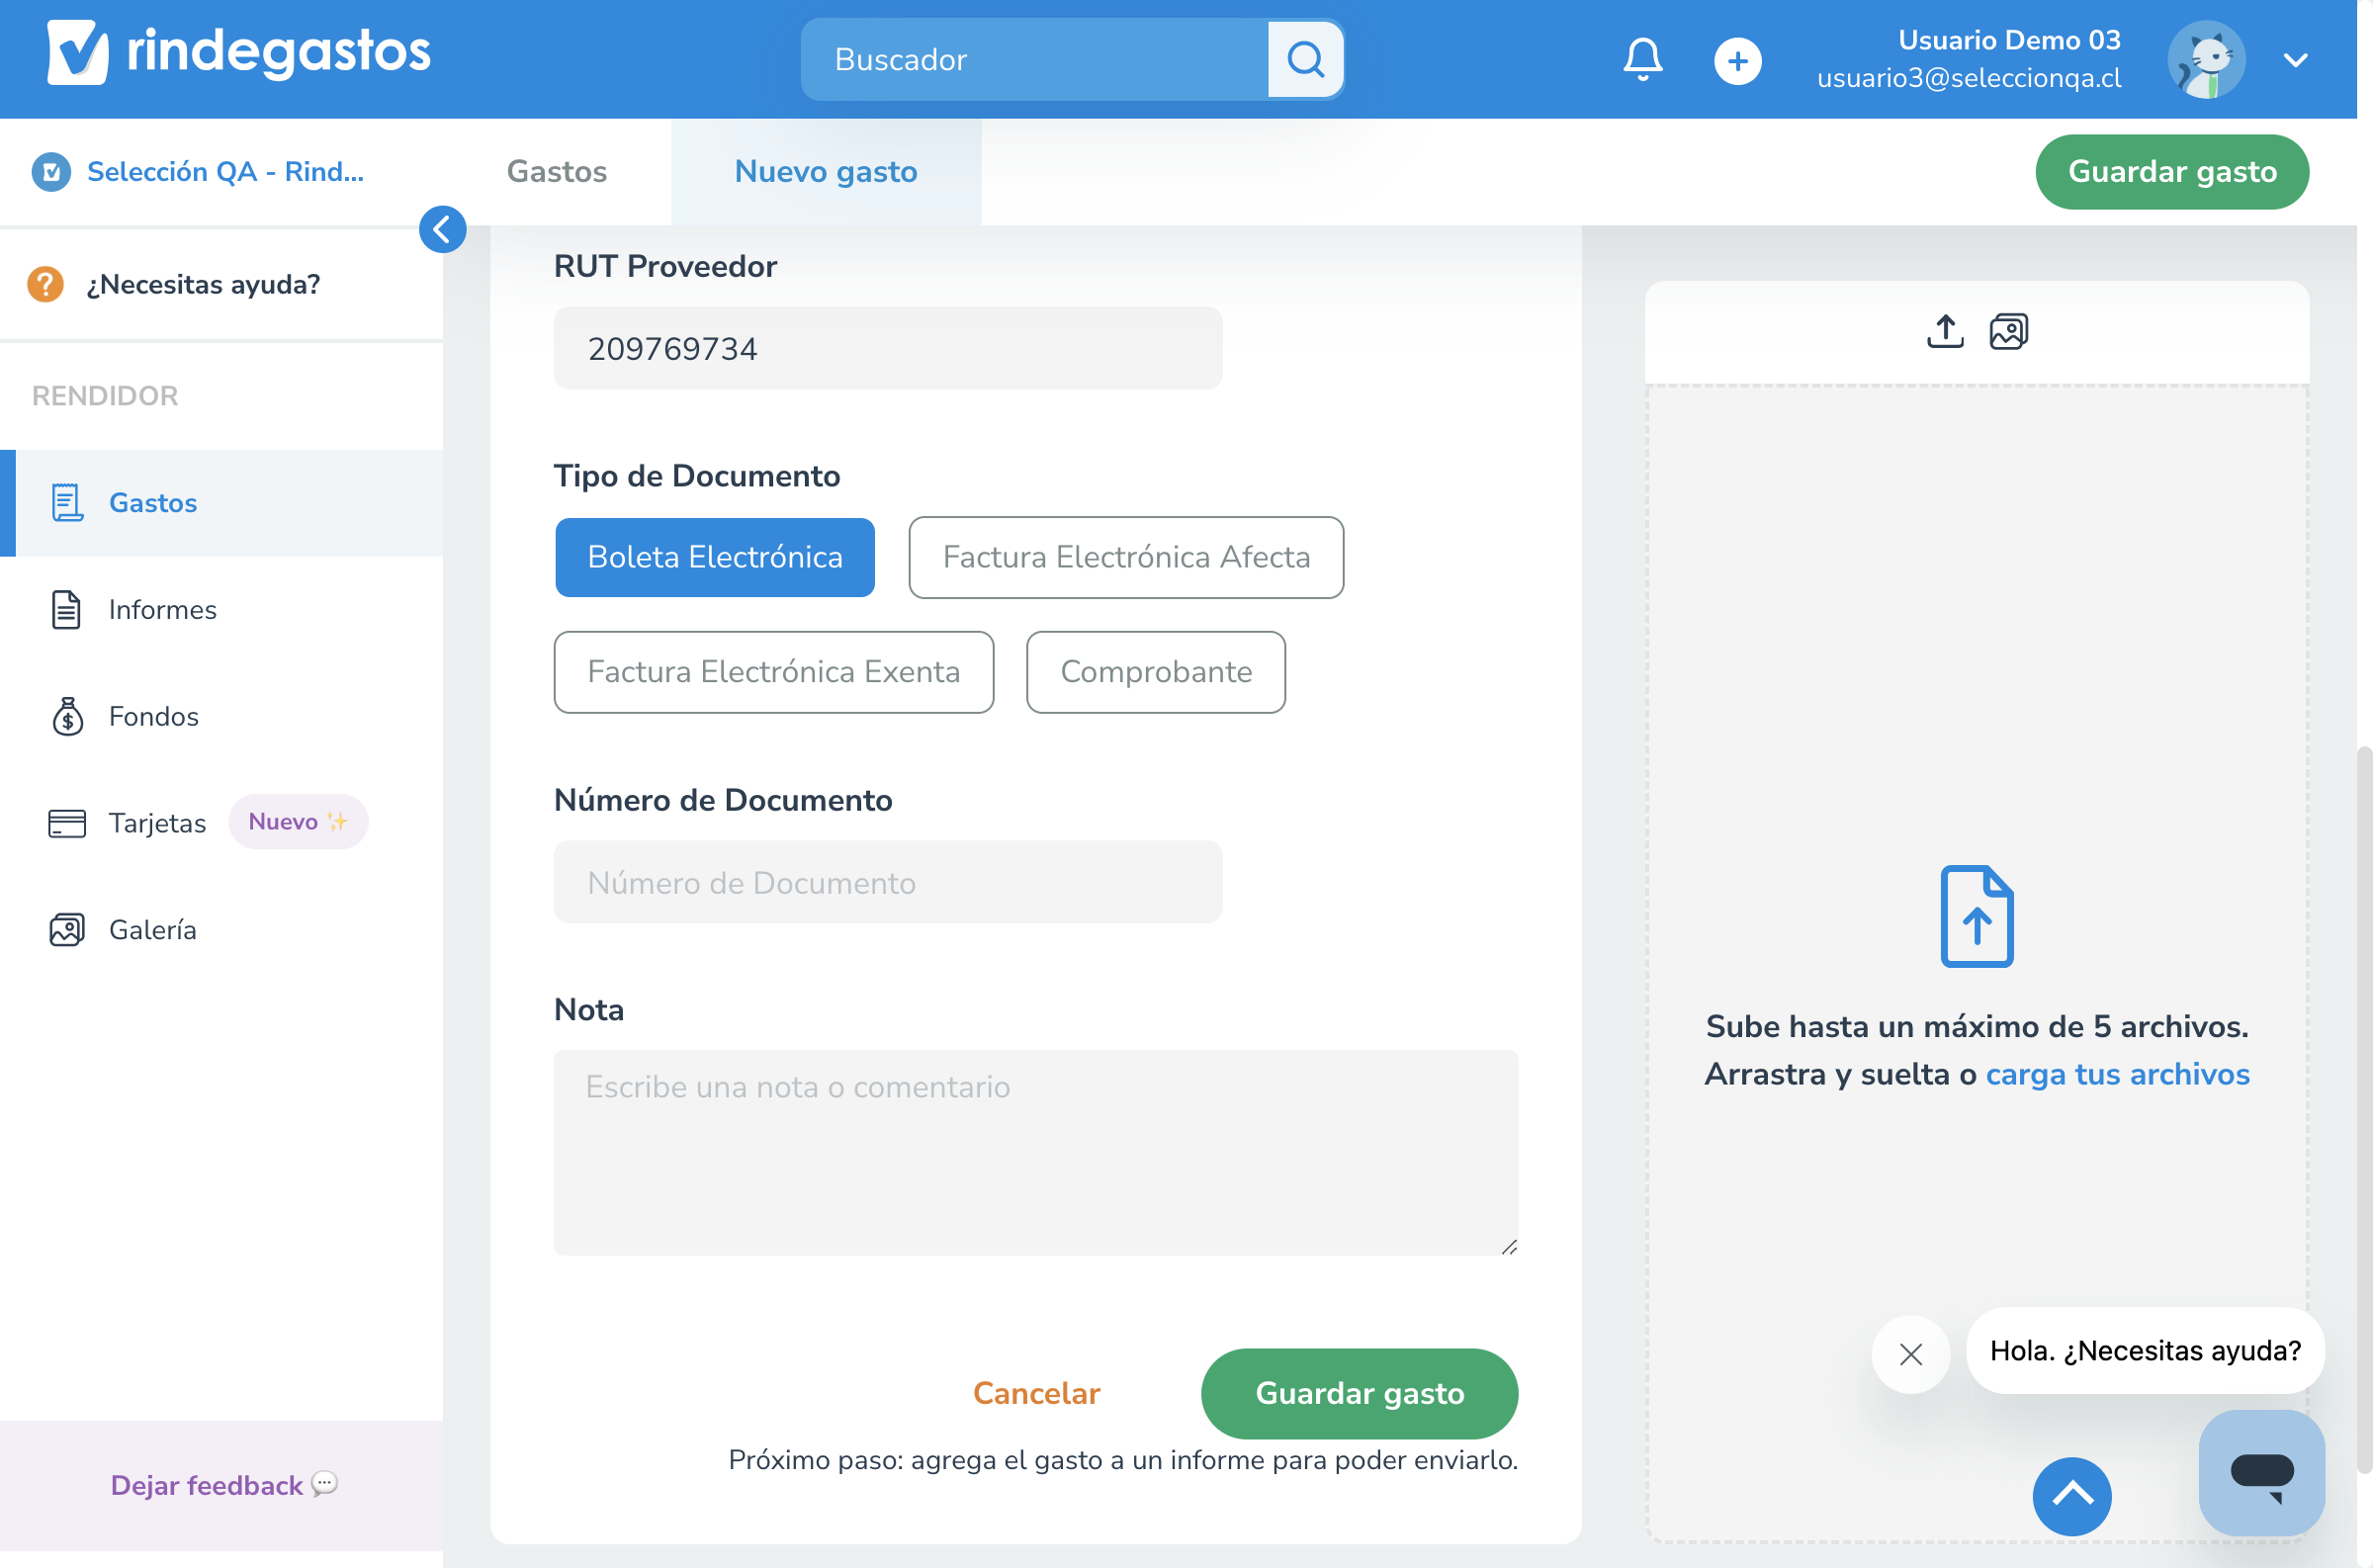 rindegastos
Buscador
Usuario Demo 03
usuario3@seleccionqa.cl
Selección QA - Rind...
Gastos
Nuevo gasto
Guardar gasto
¿Necesitas ayuda?
RENDIDOR
Gastos
Informes
Fondos
Tarjetas
Nuevo ✨
Galería
Dejar feedback 💬
RUT Proveedor
209769734
Tipo de Documento
Boleta Electrónica
Factura Electrónica Afecta
Factura Electrónica Exenta
Comprobante
Número de Documento
Número de Documento
Nota
Escribe una nota o comentario
Cancelar
Guardar gasto
Próximo paso: agrega el gasto a un informe para poder enviarlo.
Sube hasta un máximo de 5 archivos.
Arrastra y suelta o carga tus archivos
Hola. ¿Necesitas ayuda?